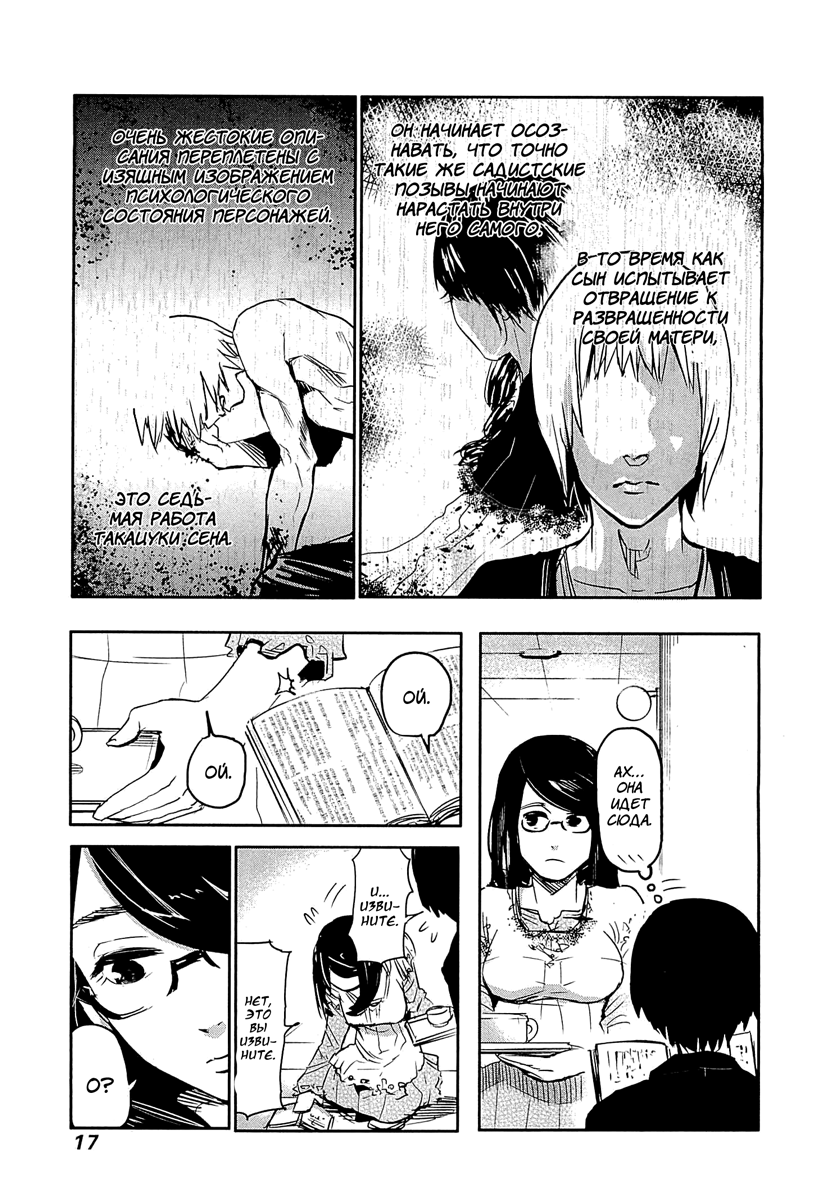 В-ТО ВРЕМЯ КАК
СЫН ИСПЫТЫВАЕТ
ОТВРАЩЕНИЕ К
РАЗВРАЩЕННОСТИ
СВОЕЙ МАТЕРИ,
ОН НАЧИНАЕТ ОСОЗ-
НАВАТЬ, ЧТО ТОЧНО
ТАКИЕ ЖЕ САДИСТСКИЕ
ПОЗЫВЫ НАЧИНАЮТ
НАРАСТАТЬ ВНУТРИ
НЕГО САМОГО.
ОЧЕНЬ ЖЕСТОКИЕ ОПИ-
САНИЯ ПЕРЕПЛЕТЕНЫ С
ИЗЯЩНЫМ ИЗОБРАЖЕНИЕМ
ПСИХОЛОГИЧЕСКОГО
СОСТОЯНИЯ ПЕРСОНАЖЕЙ.
ЭТО СЕДЬ-
МАЯ РАБОТА
ТАКАЦУКИ СЕНА.
АХ...
ОНА
ИДЕТ
СЮДА.
ОЙ.
ОЙ.
И...
ИЗВИ-
НИТЕ.
НЕТ,
ЭТО
ВЫ
ИЗВИ-
НИТЕ.
О?
17